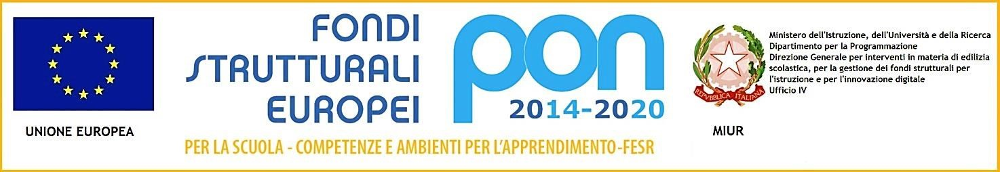 UNIONE EUROPEA
FONDI
STRUTTURALI
EUROPEI
pon
2014-2020
PER LA SCUOLA - COMPETENZE E AMBIENTI PER L'APPRENDIMENTO-FESR
REPVBBLICA ITALIANA
MIUR
Ministero dell'Istruzione, dell'Università e della Ricerca
Dipartimento per la Programmazione
Direzione Generale per interventi in materia di edilizia
scolastica, per la gestione dei fondi strutturali per
l'istruzione e per l'innovazione digitale
Ufficio IV